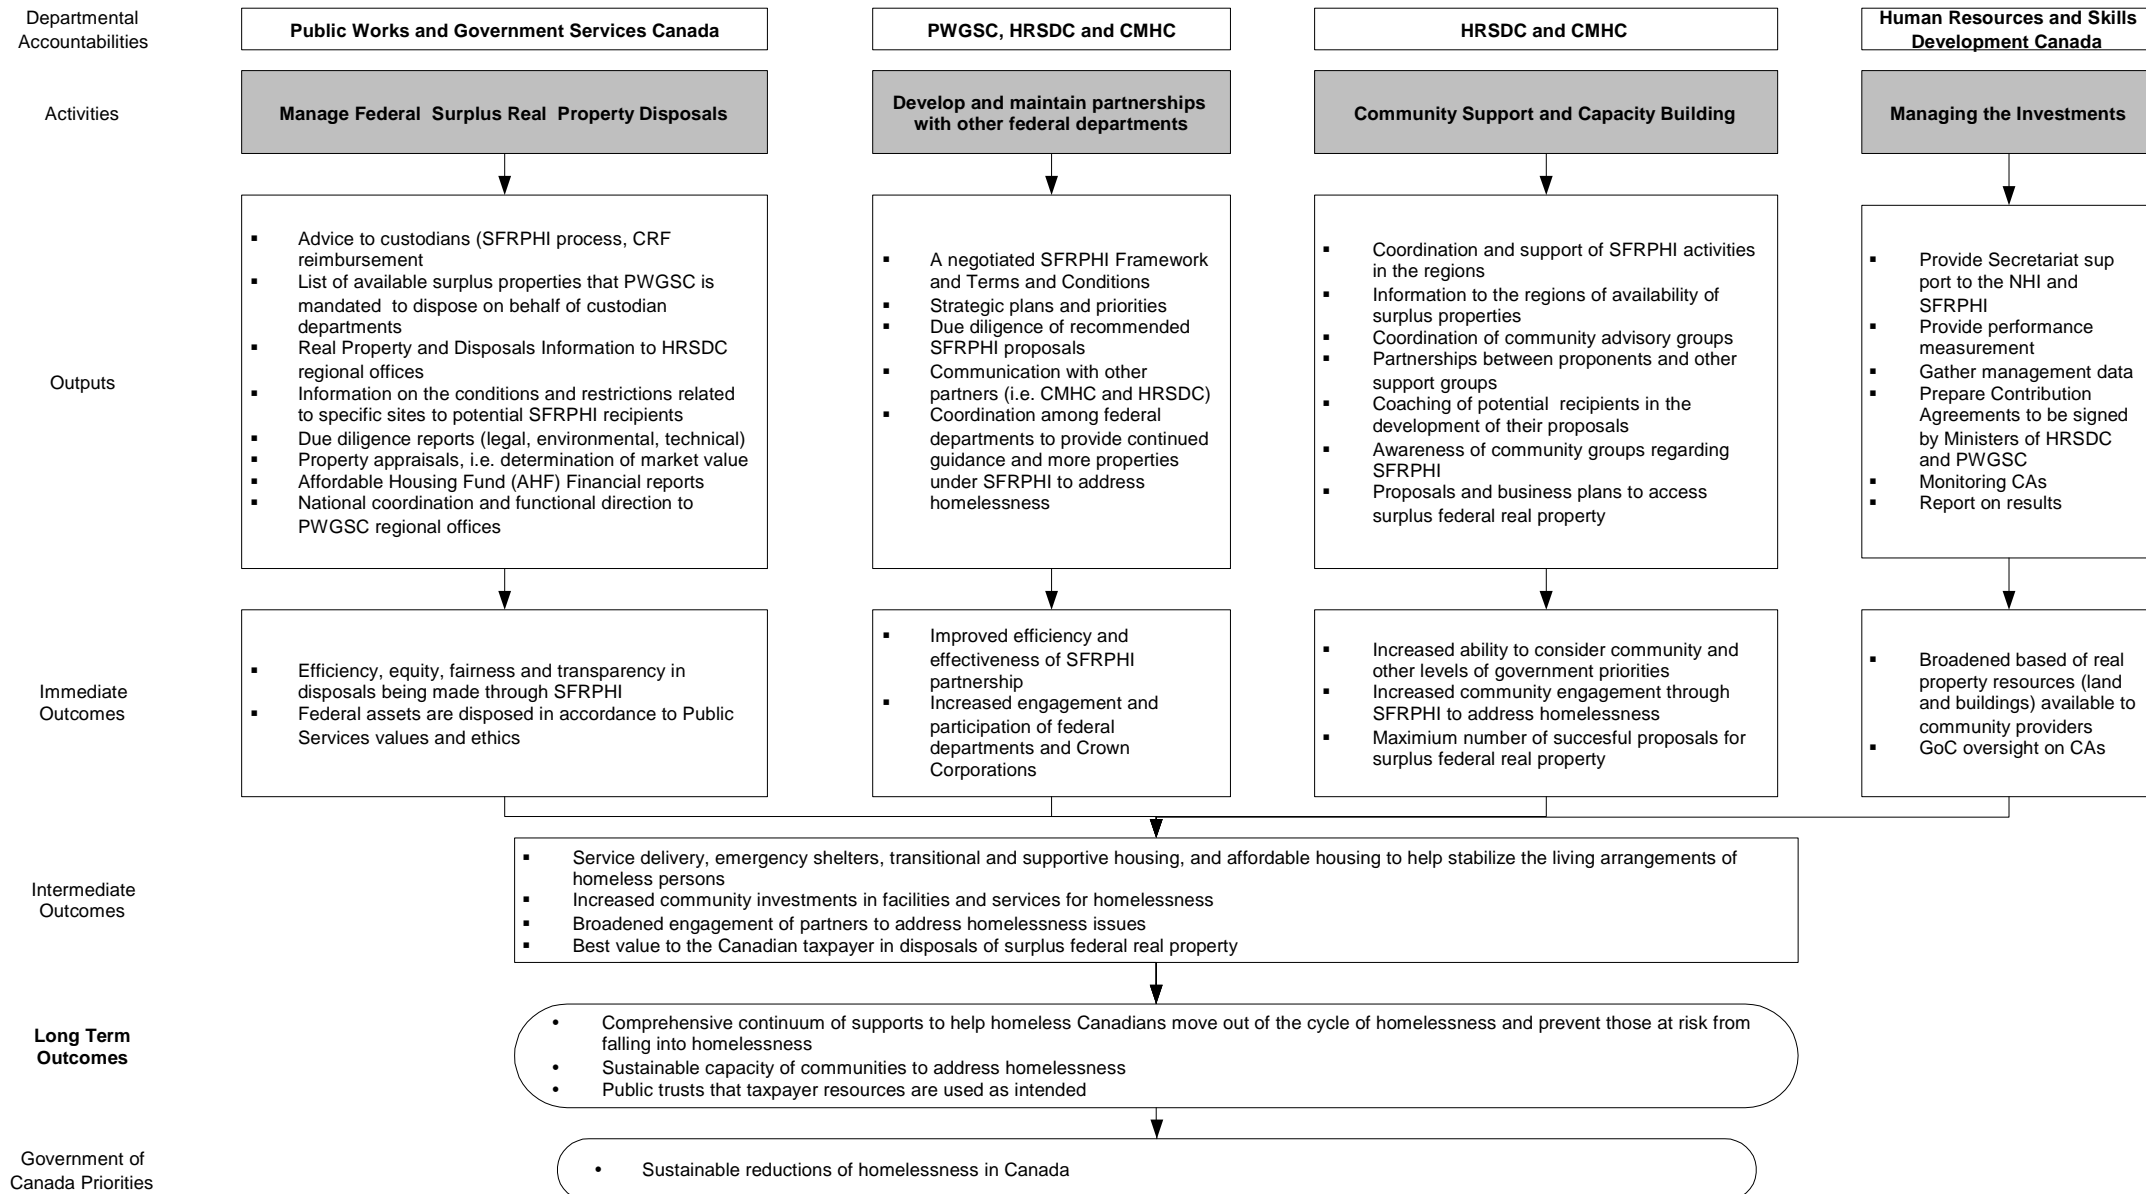 Departmental
Accountabilities
Public Works and Government Services Canada
PWGSC, HRSDC and CMHC
HRSDC and CMHC
Human Resources and Skills
Development Canada
Activities
Manage Federal Surplus Real Property Disposals
Develop and maintain partnerships
with other federal departments
Community Support and Capacity Building
Managing the Investments
Outputs
▪ Advice to custodians (SFRPHI process, CRF
reimbursement
▪ List of available surplus properties that PWGSC is
mandated to dispose on behalf of custodian
departments
▪ Real Property and Disposals Information to HRSDC
regional offices
▪ Information on the conditions and restrictions related
to specific sites to potential SFRPHI recipients
▪ Due diligence reports (legal, environmental, technical)
▪ Property appraisals, i.e. determination of market value
▪ Affordable Housing Fund (AHF) Financial reports
▪ National coordination and functional direction to
PWGSC regional offices
▪ A negotiated SFRPHI Framework
and Terms and Conditions
▪ Strategic plans and priorities
▪ Due diligence of recommended
SFRPHI proposals
▪ Communication with other
partners (i.e. CMHC and HRSDC)
▪ Coordination among federal
departments to provide continued
guidance and more properties
under SFRPHI to address
homelessness
▪ Coordination and support of SFRPHI activities
in the regions
▪ Information to the regions of availability of
surplus properties
▪ Coordination of community advisory groups
▪ Partnerships between proponents and other
support groups
▪ Coaching of potential recipients in the
development of their proposals
▪ Awareness of community groups regarding
SFRPHI
▪ Proposals and business plans to access
surplus federal real property
▪ Provide Secretariat sup
port to the NHI and
SFRPHI
▪ Provide performance
measurement
▪ Gather management data
▪ Prepare Contribution
Agreements to be signed
by Ministers of HRSDC
and PWGSC
▪ Monitoring CAs
▪ Report on results
Immediate
Outcomes
▪ Efficiency, equity, fairness and transparency in
disposals being made through SFRPHI
▪ Federal assets are disposed in accordance to Public
Services values and ethics
▪ Improved efficiency and
effectiveness of SFRPHI
partnership
▪ Increased engagement and
participation of federal
departments and Crown
Corporations
▪ Increased ability to consider community and
other levels of government priorities
▪ Increased community engagement through
SFRPHI to address homelessness
▪ Maximium number of succesful proposals for
surplus federal real property
▪ Broadened based of real
property resources (land
and buildings) available to
community providers
▪ GoC oversight on CAs
Intermediate
Outcomes
▪ Service delivery, emergency shelters, transitional and supportive housing, and affordable housing to help stabilize the living arrangements of
homeless persons
▪ Increased community investments in facilities and services for homelessness
▪ Broadened engagement of partners to address homelessness issues
▪ Best value to the Canadian taxpayer in disposals of surplus federal real property
Long Term
Outcomes
• Comprehensive continuum of supports to help homeless Canadians move out of the cycle of homelessness and prevent those at risk from
falling into homelessness
• Sustainable capacity of communities to address homelessness
• Public trusts that taxpayer resources are used as intended
Government of
Canada Priorities
• Sustainable reductions of homelessness in Canada